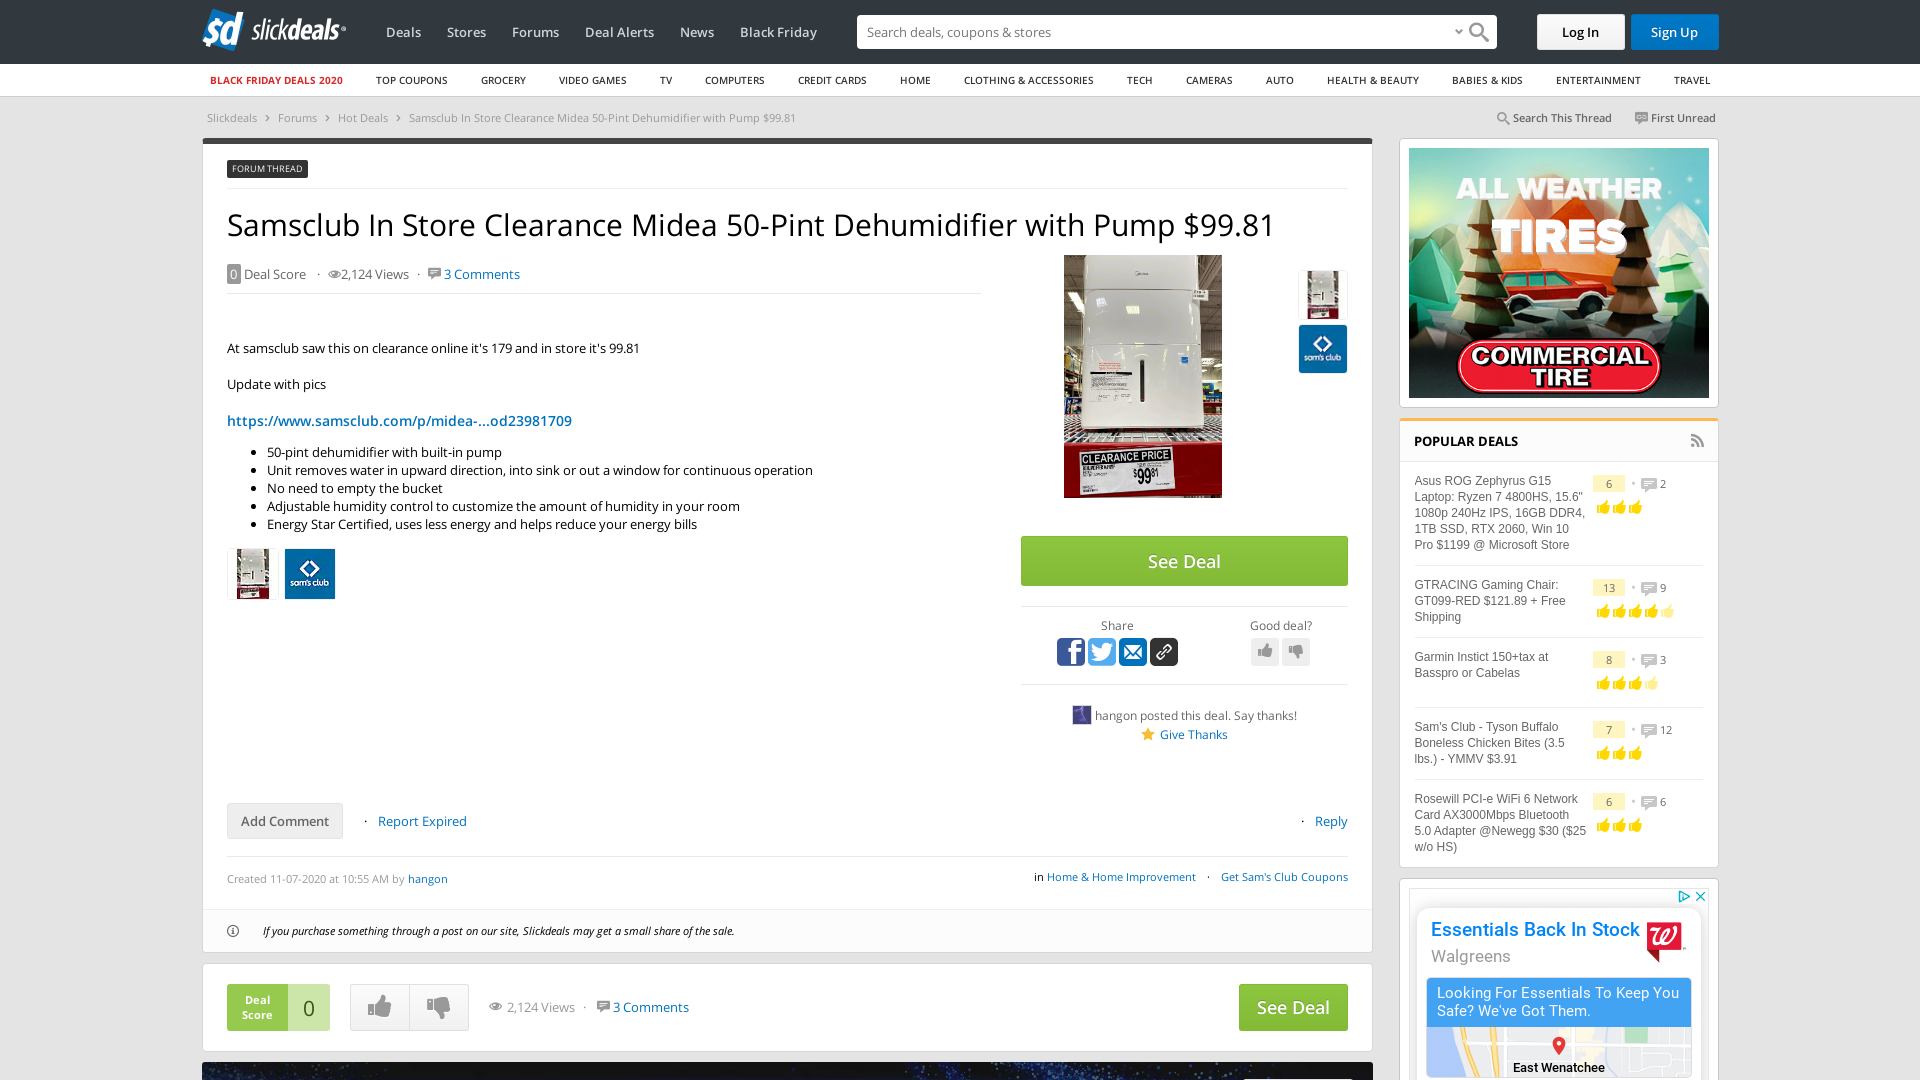 slickdeals
Deals
Stores
Forums
Deal Alerts
News
Black Friday
Search deals, coupons & stores
Log In
Sign Up
BLACK FRIDAY DEALS 2020
TOP COUPONS
GROCERY
VIDEO GAMES
TV
COMPUTERS
CREDIT CARDS
HOME
CLOTHING & ACCESSORIES
TECH
CAMERAS
AUTO
HEALTH & BEAUTY
BABIES & KIDS
ENTERTAINMENT
TRAVEL
Slickdeals › Forums › Hot Deals › Samsclub In Store Clearance Midea 50-Pint Dehumidifier with Pump $99.81
Search This Thread
First Unread
FORUM THREAD
Samsclub In Store Clearance Midea 50-Pint Dehumidifier with Pump $99.81
0 Deal Score · 2,124 Views · 3 Comments
At samsclub saw this on clearance online it's 179 and in store it's 99.81
Update with pics
https://www.samsclub.com/p/midea-...od23981709
50-pint dehumidifier with built-in pump
Unit removes water in upward direction, into sink or out a window for continuous operation
No need to empty the bucket
Adjustable humidity control to customize the amount of humidity in your room
Energy Star Certified, uses less energy and helps reduce your energy bills
sam's club
CLEARANCE PRICE
$99.81
sam's club
See Deal
Share
Good deal?
hangon posted this deal. Say thanks!
Give Thanks
Add Comment
· Report Expired
· Reply
Created 11-07-2020 at 10:55 AM by hangon
in Home & Home Improvement · Get Sam's Club Coupons
If you purchase something through a post on our site, Slickdeals may get a small share of the sale.
Deal
Score
0
2,124 Views · 3 Comments
See Deal
ALL WEATHER
TIRES
COMMERCIAL
TIRE
POPULAR DEALS
Asus ROG Zephyrus G15
Laptop: Ryzen 7 4800HS, 15.6"
1080p 240Hz IPS, 16GB DDR4,
1TB SSD, RTX 2060, Win 10
Pro $1199 @ Microsoft Store
6 · 2
GTRACING Gaming Chair:
GT099-RED $121.89 + Free
Shipping
13 · 9
Garmin Instict 150+tax at
Basspro or Cabelas
8 · 3
Sam's Club - Tyson Buffalo
Boneless Chicken Bites (3.5
lbs.) - YMMV $3.91
7 · 12
Rosewill PCI-e WiFi 6 Network
Card AX3000Mbps Bluetooth
5.0 Adapter @Newegg $30 ($25
w/o HS)
6 · 6
Essentials Back In Stock
Walgreens
Looking For Essentials To Keep You
Safe? We've Got Them.
East Wenatchee